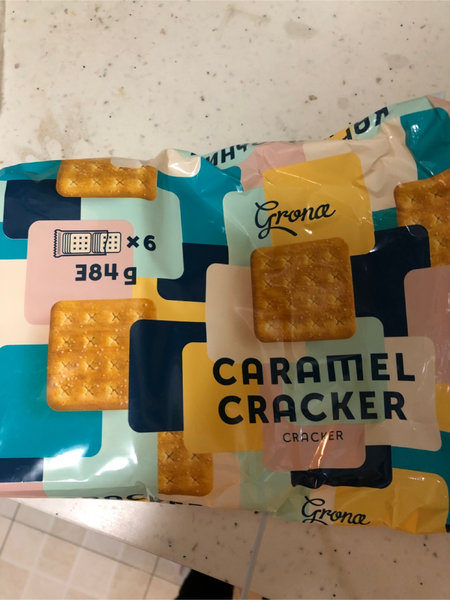 Grona
×6
384 g
CARAMEL
CRACKER
CRACKER
Grona